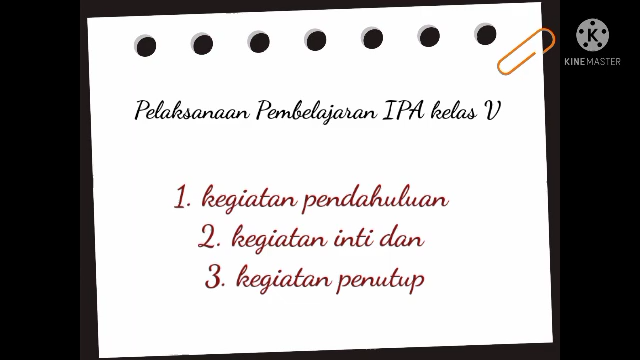 KINEMASTER
Pelaksanaan Pembelajaran IPA kelas V
1. kegiatan pendahuluan
2. kegiatan inti dan
3. kegiatan penutup